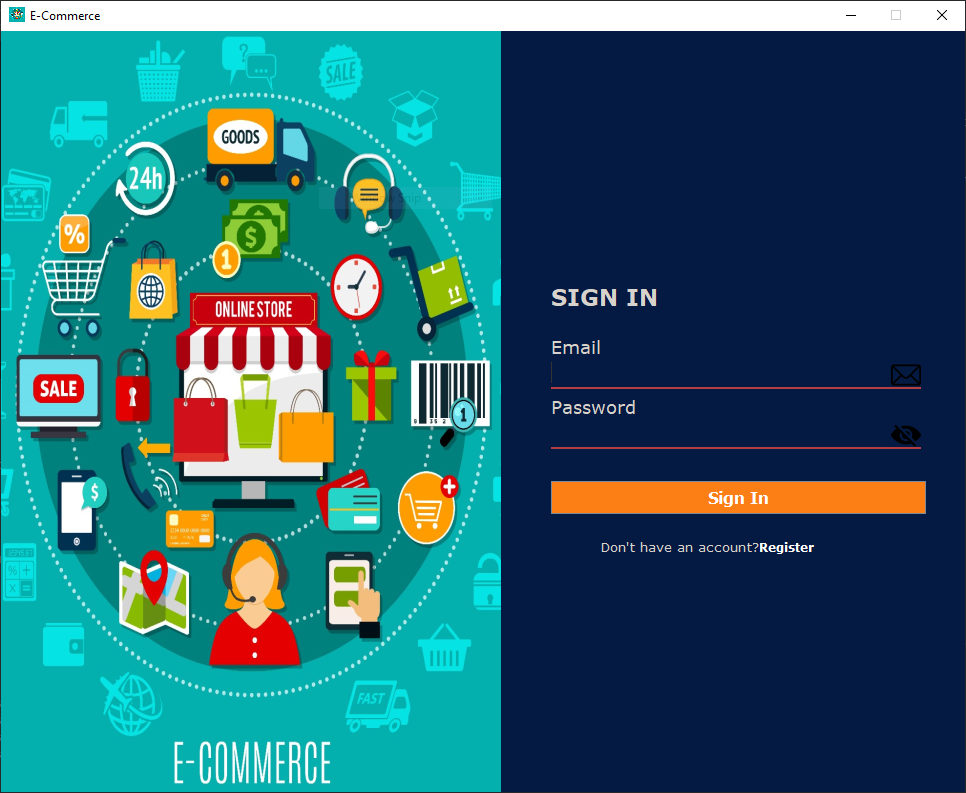 E-Commerce
?
...
SALE
GOODS
24h
%
$
1
ONLINE STORE
SALE
1
$
FAST
E-COMMERCE
SIGN IN
Email
Password
Sign In
Don't have an account?Register